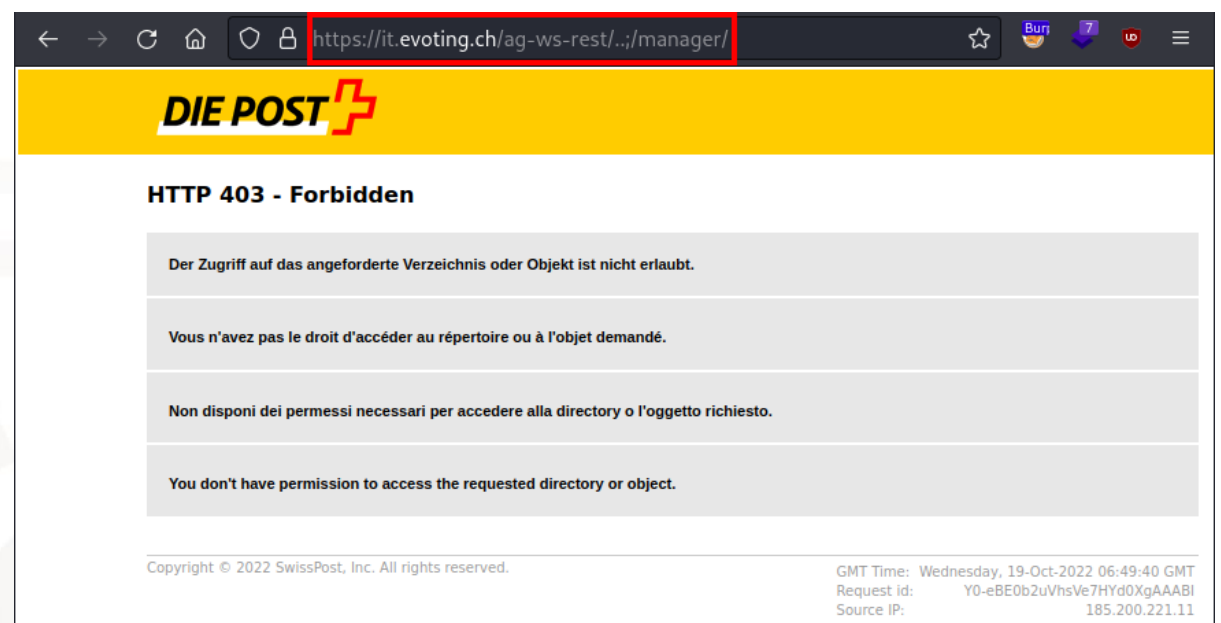 https://it.evoting.ch/ag-ws-rest/..;/manager/
Burp
7
DIE POST
HTTP 403 - Forbidden
Der Zugriff auf das angeforderte Verzeichnis oder Objekt ist nicht erlaubt.
Vous n'avez pas le droit d'accéder au répertoire ou à l'objet demandé.
Non disponi dei permessi necessari per accedere alla directory o l'oggetto richiesto.
You don't have permission to access the requested directory or object.
Copyright © 2022 SwissPost, Inc. All rights reserved.
GMT Time: Wednesday, 19-Oct-2022 06:49:40 GMT
Request id: Y0-eBE0b2uVhsVe7HYd0XgAAABI
Source IP: 185.200.221.11